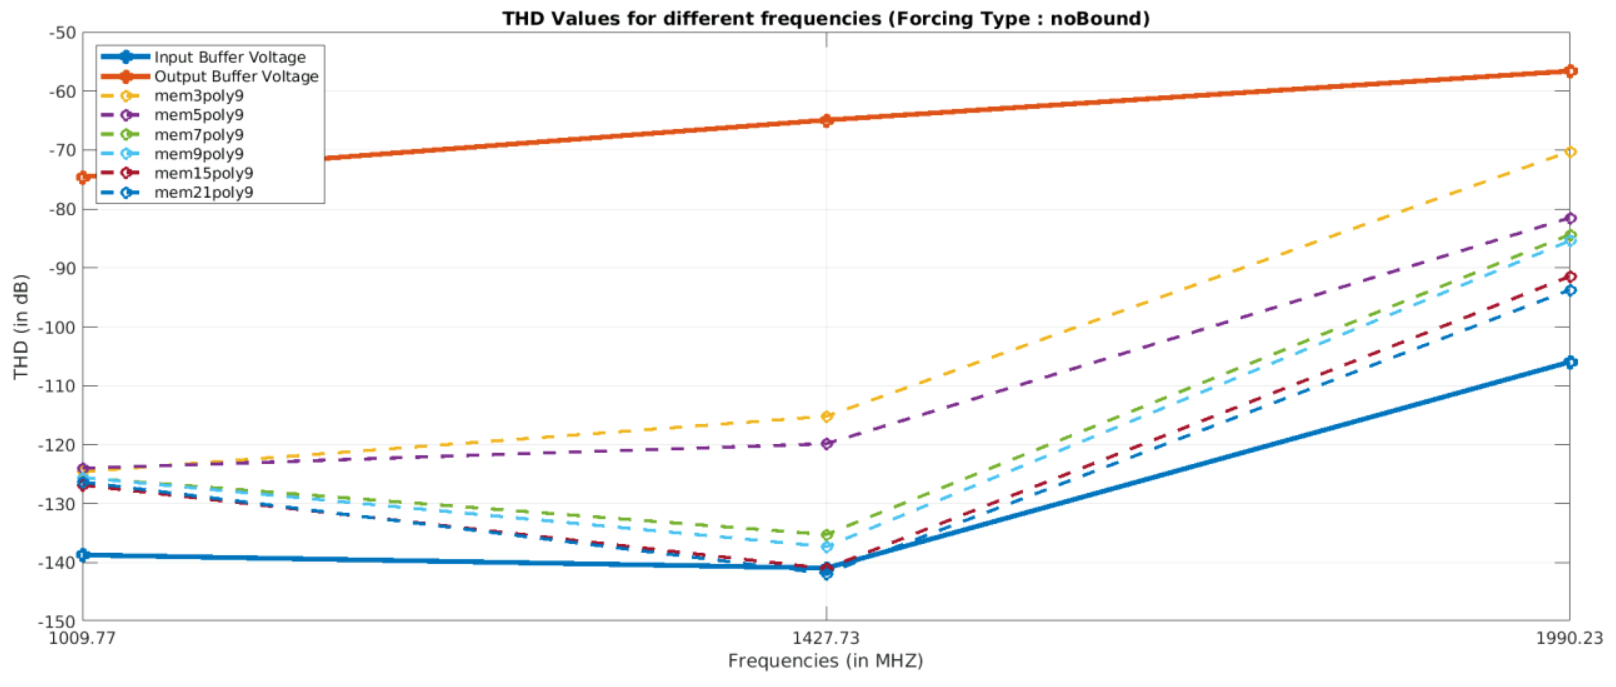 THD Values for different frequencies (Forcing Type : noBound)
-50
-60
-70
-80
-90
-100
-110
-120
-130
-140
-150
THD (in dB)
Input Buffer Voltage
Output Buffer Voltage
mem3poly9
mem5poly9
mem7poly9
mem9poly9
mem15poly9
mem21poly9
1009.77 1427.73 1990.23
Frequencies (in MHZ)